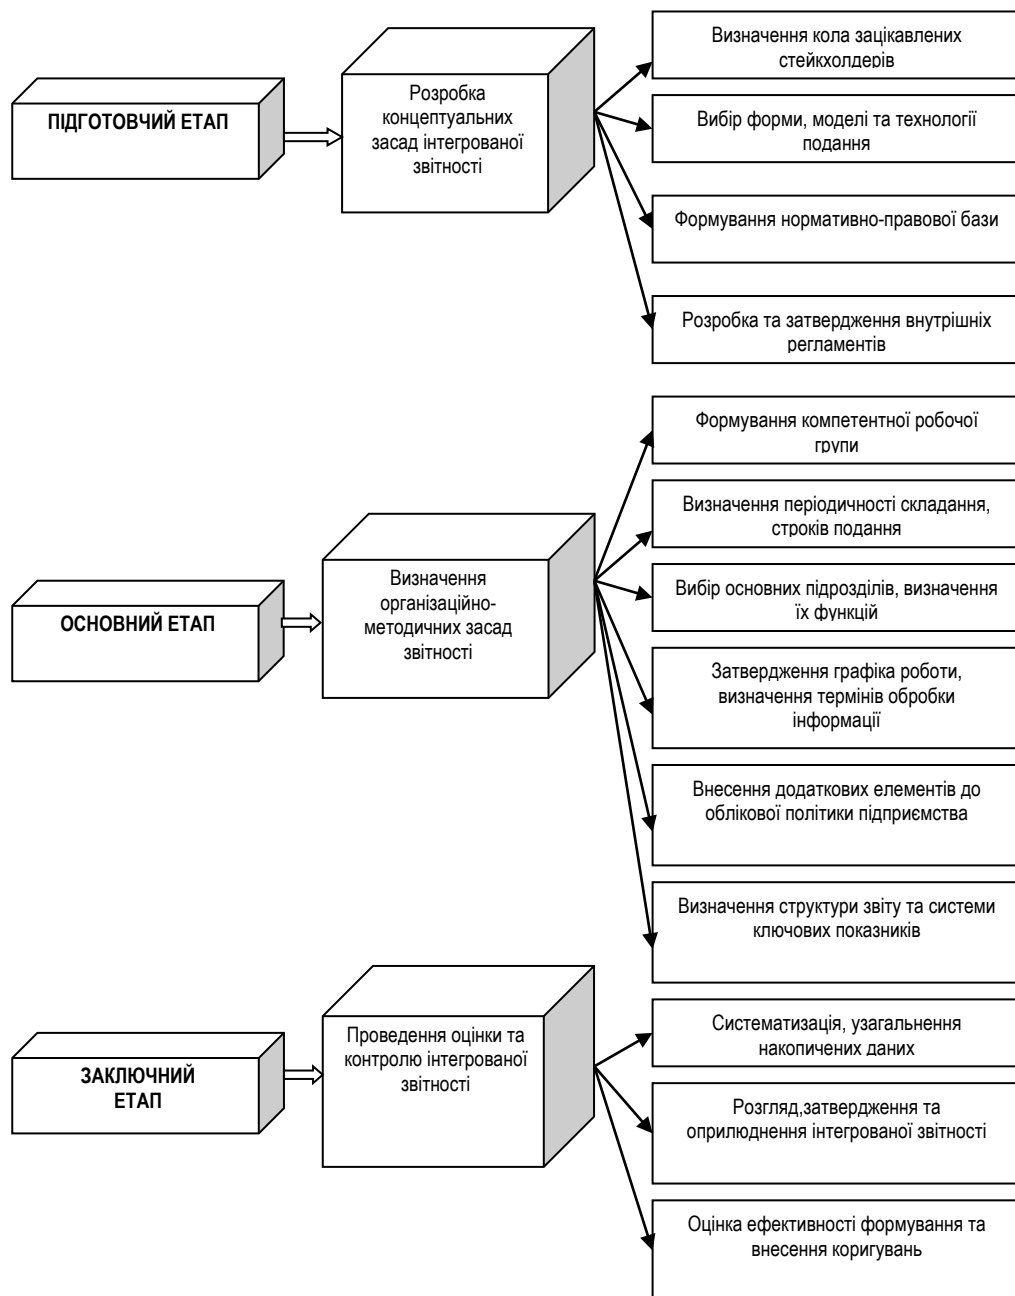 ПІДГОТОВЧИЙ ЕТАП
Розробка
концептуальних
засад інтегрованої
звітності
Визначення кола зацікавлених
стейкхолдерів
Вибір форми, моделі та технології
подання
Формування нормативно-правової бази
Розробка та затвердження внутрішніх
регламентів
ОСНОВНИЙ ЕТАП
Визначення
організаційно-
методичних засад
звітності
Формування компетентної робочої
групи
Визначення періодичності складання,
строків подання
Вибір основних підрозділів, визначення
їх функцій
Затвердження графіка роботи,
визначення термінів обробки
інформації
Внесення додаткових елементів до
облікової політики підприємства
Визначення структури звіту та системи
ключових показників
ЗАКЛЮЧНИЙ
ЕТАП
Проведення оцінки та
контролю інтегрованої
звітності
Систематизація, узагальнення
накопичених даних
Розгляд,затвердження та
оприлюднення інтегрованої звітності
Оцінка ефективності формування та
внесення коригувань